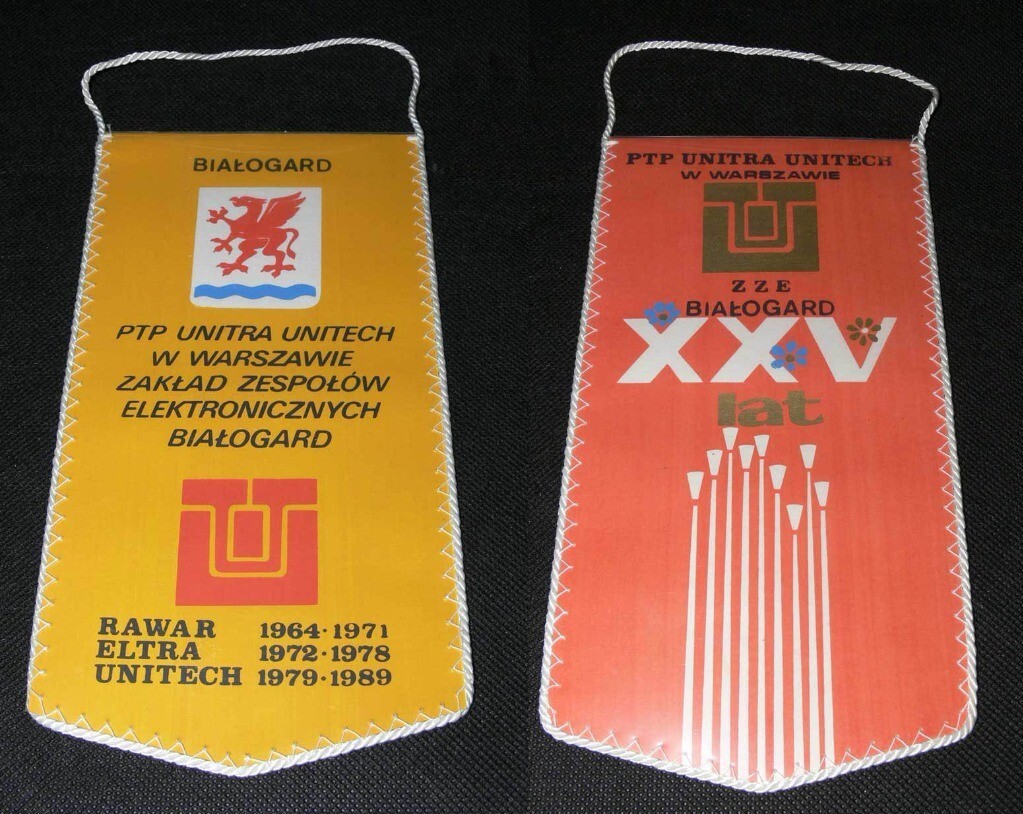 BIAŁOGARD
PTP UNITRA UNITECH
W WARSZAWIE
ZAKŁAD ZESPOŁÓW
ELEKTRONICZNYCH
BIAŁOGARD
RAWAR 1964·1971
ELTRA 1972·1978
UNITECH 1979·1989
PTP UNITRA UNITECH
W WARSZAWIE
ZZE
BIAŁOGARD
XXV
lat